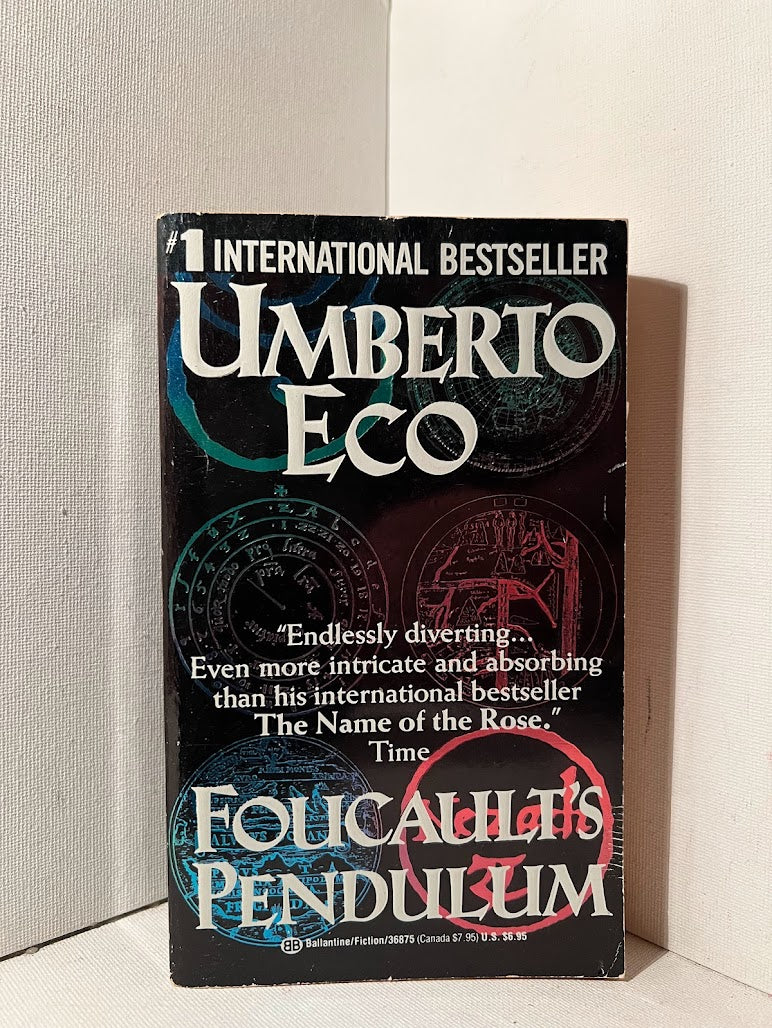 #1 INTERNATIONAL BESTSELLER
UMBERTO
ECO
"Endlessly diverting...
Even more intricate and absorbing
than his international bestseller
The Name of the Rose."
Time
FOUCAULT'S
PENDULUM
BB Ballantine/Fiction/36875 (Canada $7.95) U.S. $6.95